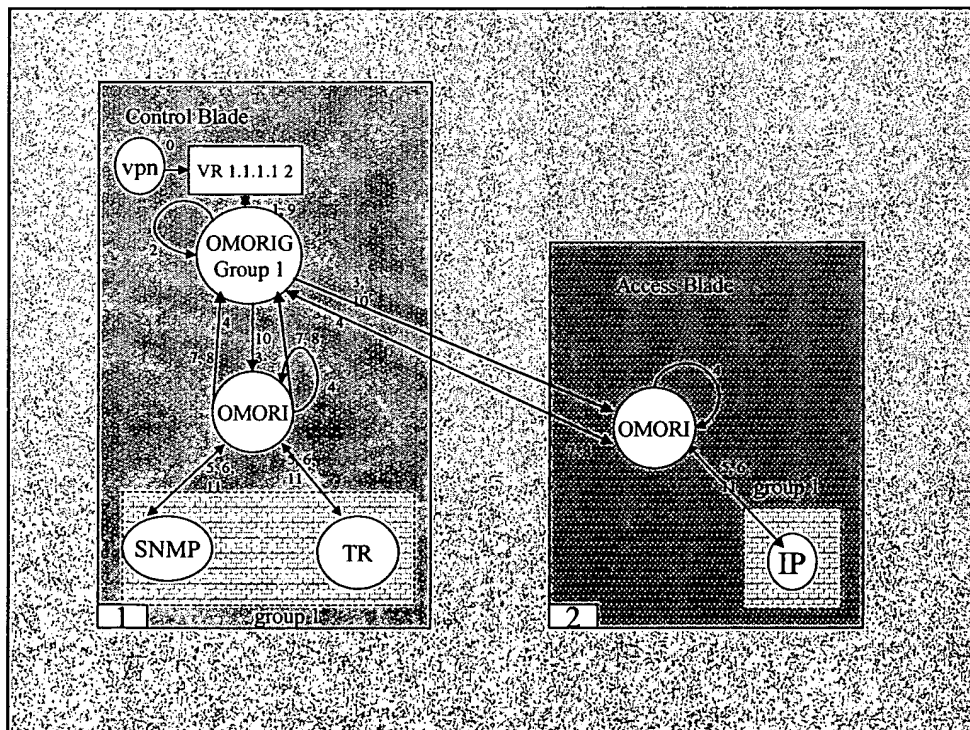 Control Blade
0
vpn
VR 1.1.1.1 2
1, 9
2
OMORIG
Group 1
3
10
4
4
10
7, 8
7, 8
4
OMORI
5, 6
11
6
11
SNMP
TR
1
group 1
Access Blade
4
OMORI
5, 6
group 1
IP
2